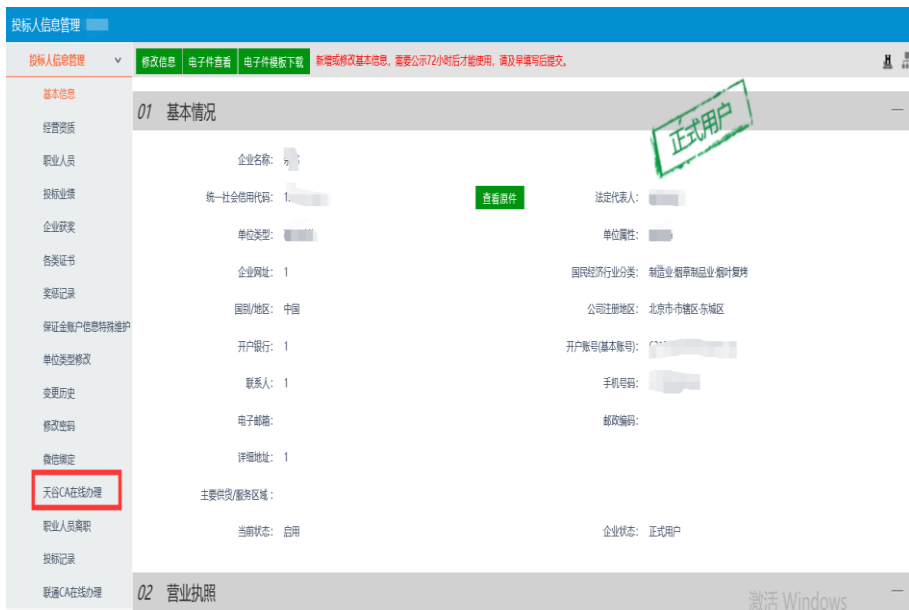 投标人信息管理
投标人信息管理
修改信息 电子件查看 电子件模板下载 新增或修改基本信息，需要公示72小时后才能使用，请及早填写后提交。
基本信息
经营资质
职业人员
投标业绩
企业获奖
各类证书
奖惩记录
保证金账户信息特殊维护
单位类型修改
变更历史
修改密码
微信绑定
天谷CA在线办理
职业人员离职
投标记录
联通CA在线办理
01 基本情况
正式用户
企业名称：
统一社会信用代码： 查看原件 法定代表人：
单位类型： 单位属性：
企业网址： 1 国民经济行业分类： 制造业·烟草制品业·烟叶复烤
国别/地区： 中国 公司注册地区： 北京市·市辖区·东城区
开户银行： 1 开户账号(基本账号)：
联系人： 1 手机号码：
电子邮箱： 邮政编码：
详细地址： 1
主要供货/服务区域：
当前状态： 启用 企业状态： 正式用户
02 营业执照
激活 Windows